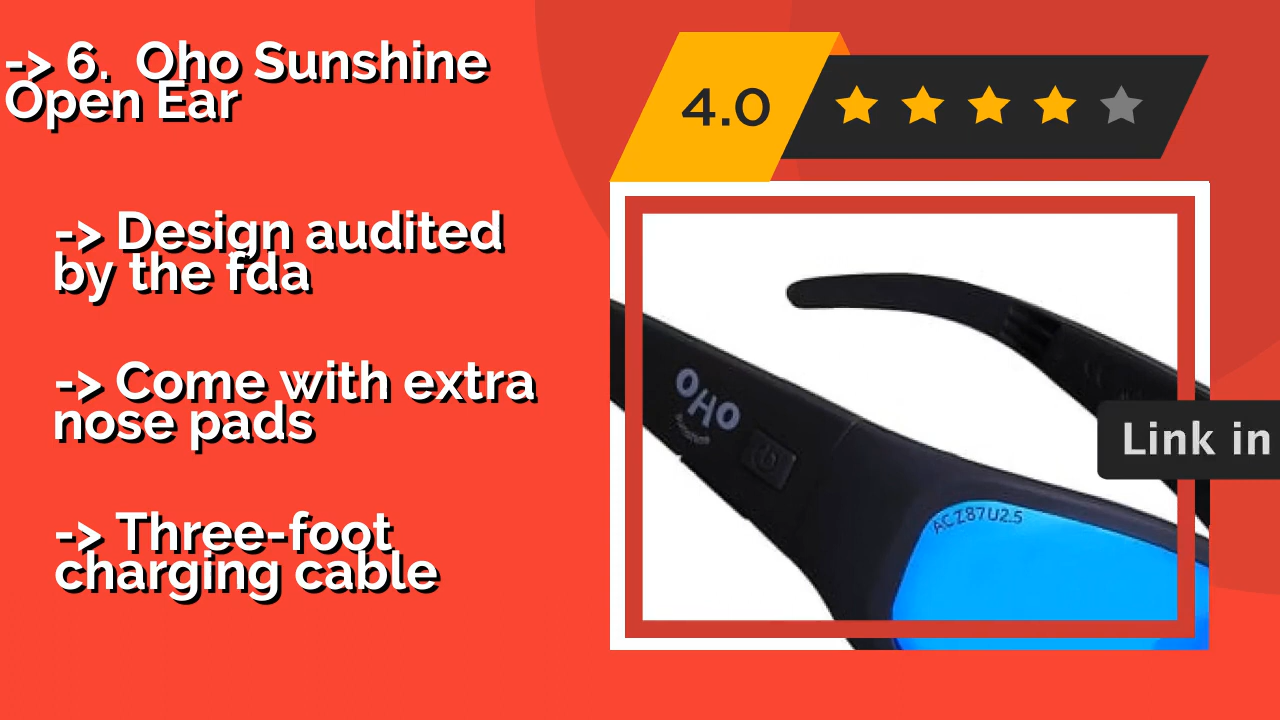 -> 6.  Oho Sunshine
Open Ear
-> Design audited
by the fda
-> Come with extra
nose pads
-> Three-foot
charging cable
4.0
OHO
ACZ87U2.5
Link in